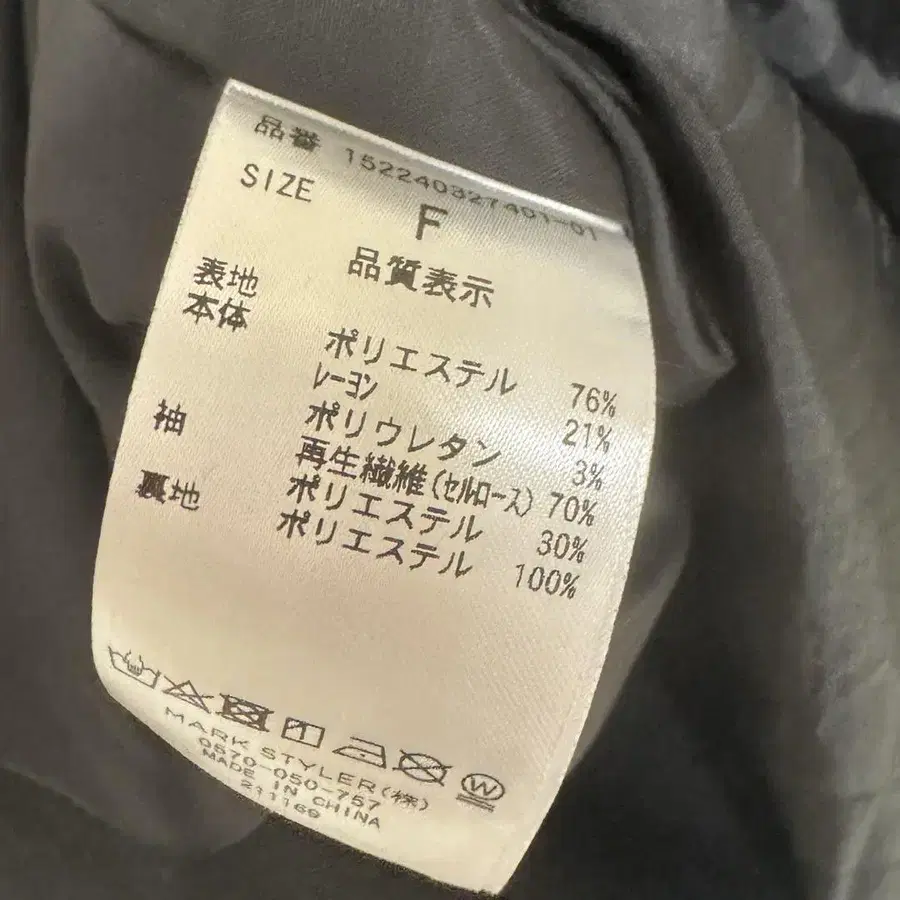 品番 152240327401-01
SIZE F
品質表示
表地
本体 ポリエステル 76%
レーヨン 21%
ポリウレタン 3%
袖 再生繊維(セルロース) 70%
ポリエステル 30%
裏地 ポリエステル 100%
MARK STYLER(株)
0570-050-757
MADE IN CHINA
211169